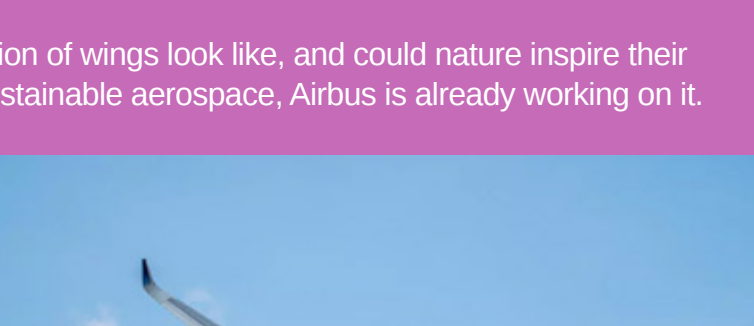 ion of wings look like, and could nature inspire their
stainable aerospace, Airbus is already working on it.